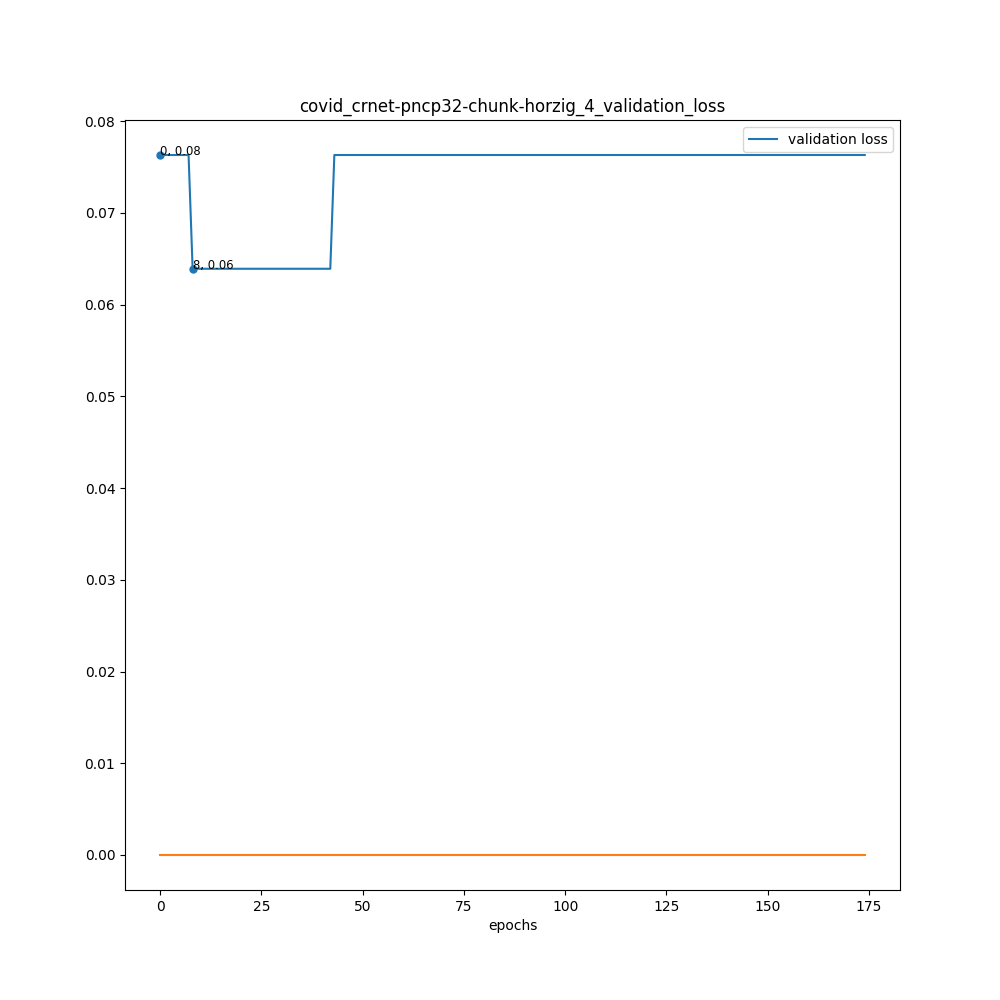 covid_crnet-pncp32-chunk-horzig_4_validation_loss
0.08
validation loss
0, 0.08
0.07
8, 0.06
0.06
0.05
0.04
0.03
0.02
0.01
0.00
0 25 50 75 100 125 150 175
epochs